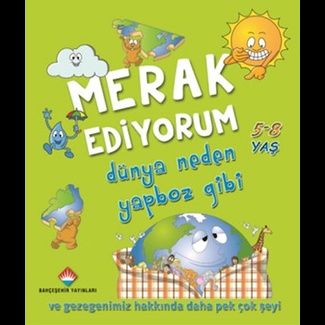 MERAK
EDİYORUM
5-8
YAŞ
dünya neden
yapboz gibi
BAHÇEŞEHİR YAYINLARI
ve gezegenimiz hakkında daha pek çok şeyi